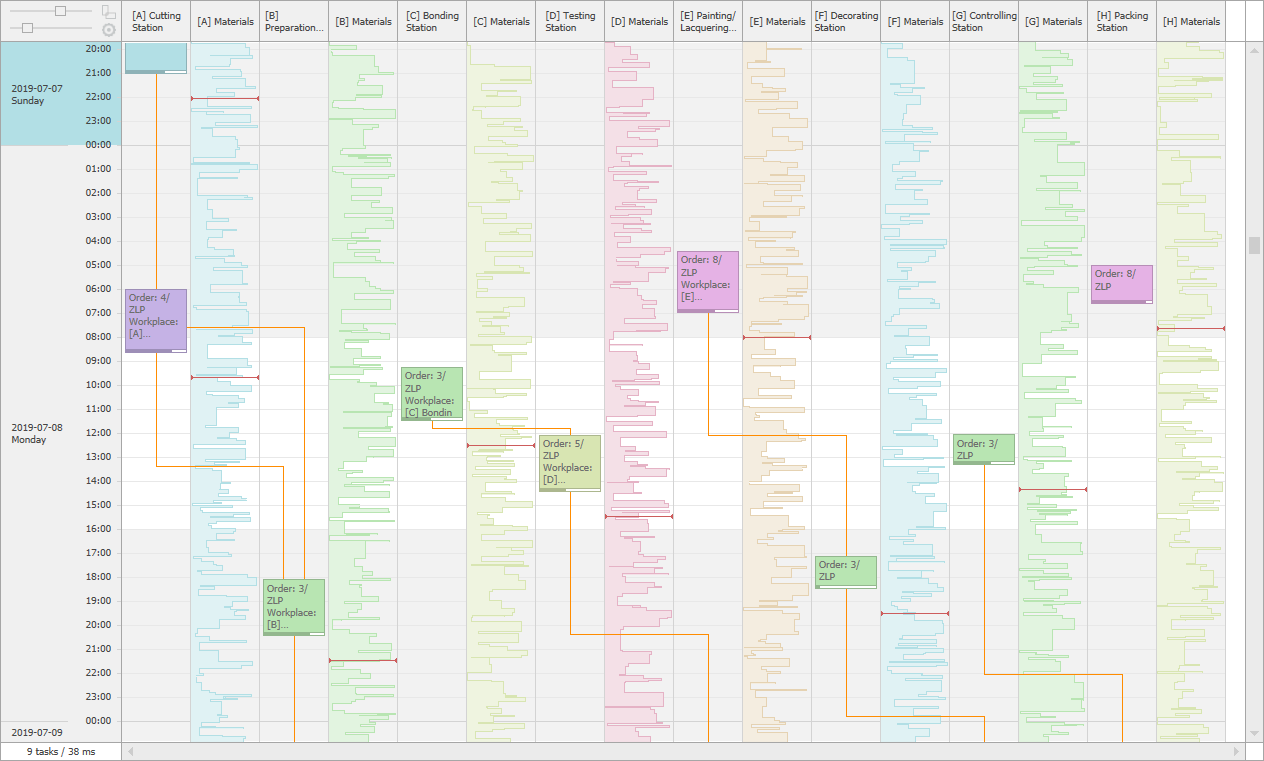 [A] Cutting
Station
[A] Materials
[B]
Preparation...
[B] Materials
[C] Bonding
Station
[C] Materials
[D] Testing
Station
[D] Materials
[E] Painting/
Lacquering...
[E] Materials
[F] Decorating
Station
[F] Materials
[G] Controlling
Station
[G] Materials
[H] Packing
Station
[H] Materials
2019-07-07
Sunday
20:00
21:00
22:00
23:00
2019-07-08
Monday
00:00
01:00
02:00
03:00
04:00
05:00
06:00
07:00
08:00
09:00
10:00
11:00
12:00
13:00
14:00
15:00
16:00
17:00
18:00
19:00
20:00
21:00
22:00
23:00
2019-07-09
00:00
Order: 4/
ZLP
Workplace:
[A]...
Order: 3/
ZLP
Workplace:
[B]...
Order: 3/
ZLP
Workplace:
[C] Bondin
Order: 5/
ZLP
Workplace:
[D]...
Order: 8/
ZLP
Workplace:
[E]...
Order: 3/
ZLP
Order: 3/
ZLP
Order: 8/
ZLP
9 tasks / 38 ms